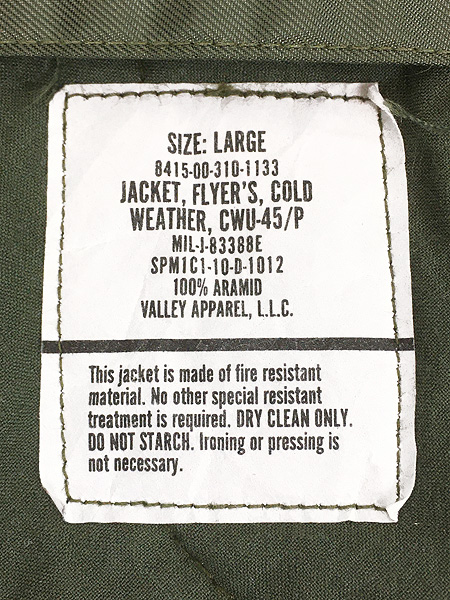 SIZE: LARGE
8415-00-310-1133
JACKET, FLYER'S, COLD
WEATHER, CWU-45/P
MIL-J-83388E
SPM1C1-10-D-1012
100% ARAMID
VALLEY APPAREL, L.L.C.
This jacket is made of fire resistant
material. No other special resistant
treatment is required. DRY CLEAN ONLY.
DO NOT STARCH. Ironing or pressing is
not necessary.